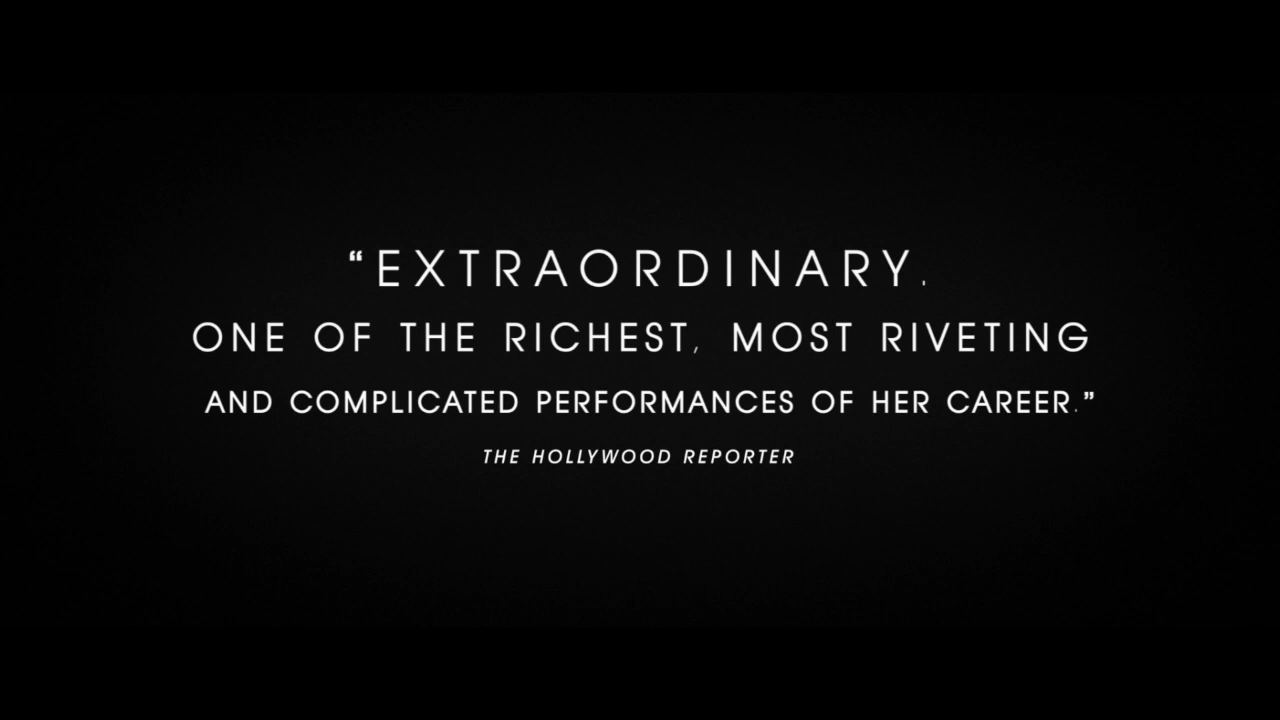 “EXTRAORDINARY.
ONE OF THE RICHEST, MOST RIVETING
AND COMPLICATED PERFORMANCES OF HER CAREER.”
THE HOLLYWOOD REPORTER